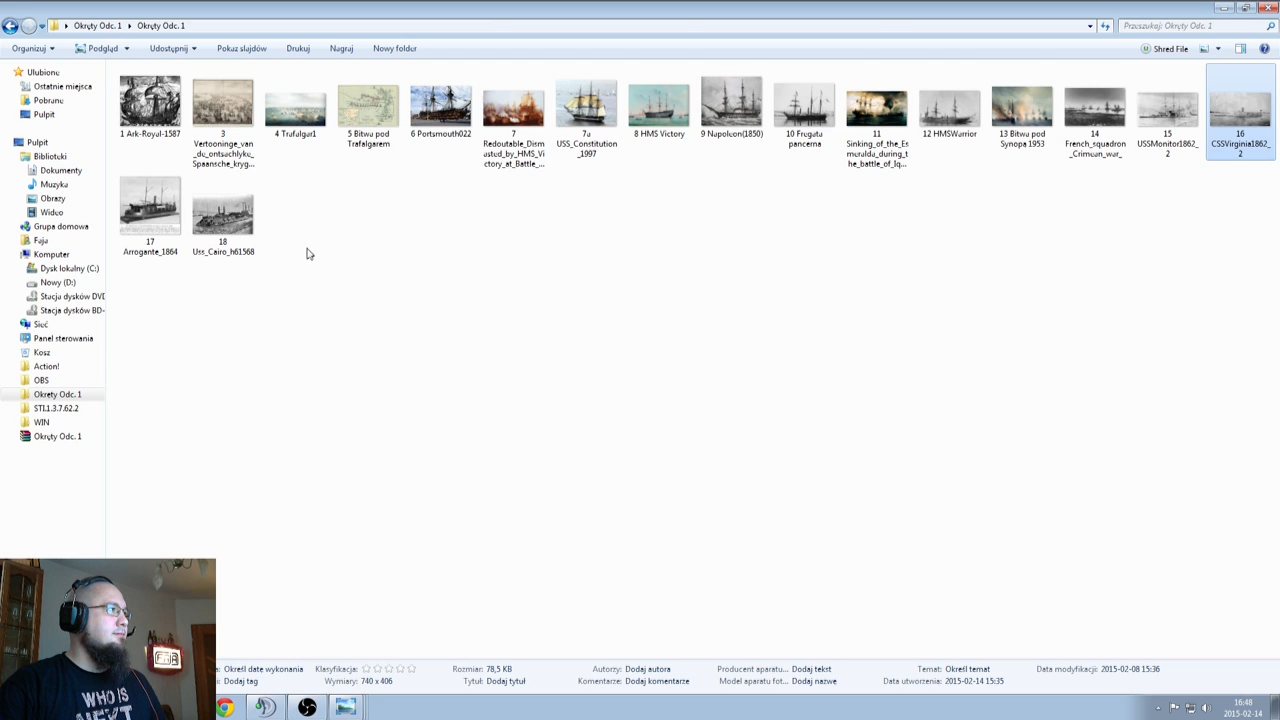 Okręty Odc. 1 ▸ Okręty Odc. 1
Przeszukaj: Okręty Odc. 1
Organizuj Podgląd Udostępnij Pokaz slajdów Drukuj Nagraj Nowy folder Shred File
Ulubione
Ostatnie miejsca
Pobrane
Pulpit
Pulpit
Biblioteki
Dokumenty
Muzyka
Obrazy
Wideo
Grupa domowa
Faja
Komputer
Dysk lokalny (C:)
Nowy (D:)
Stacja dysków DVD
Stacja dysków BD-
Sieć
Panel sterowania
Kosz
Action!
OBS
Okręty Odc. 1
STI.1.3.7.62.2
WIN
Okręty Odc. 1
1 Ark-Royal-1587
3
Vertooninge_van
_de_ontsachlyke_
Spaansche_kryg...
4 Trafalgar1
5 Bitwa pod
Trafalgarem
6 Portsmouth022
7
Redoutable_Dism
asted_by_HMS_Vi
ctory_at_Battle_...
7a
USS_Constitution
_1997
8 HMS Victory
9 Napoleon(1850)
10 Fregata
pancerna
11
Sinking_of_the_Es
meralda_during_t
he_battle_of_Iq...
12 HMSWarrior
13 Bitwa pod
Synopa 1953
14
French_squadron
_Crimean_war_
15
USSMonitor1862_
2
16
CSSVirginia1862_
2
17
Arrogante_1864
18
Uss_Cairo_h61568
WHO IS
NEXT
Określ datę wykonania Klasyfikacja: Rozmiar: 78,5 KB Autorzy: Dodaj autora Producent aparatu... Dodaj tekst Temat: Określ temat Data modyfikacji: 2015-02-08 15:36
Dodaj tag Wymiary: 740 x 406 Tytuł: Dodaj tytuł Komentarze: Dodaj komentarz Model aparatu fot... Dodaj nazwę Data utworzenia: 2015-02-14 15:35
16:48
2015-02-14